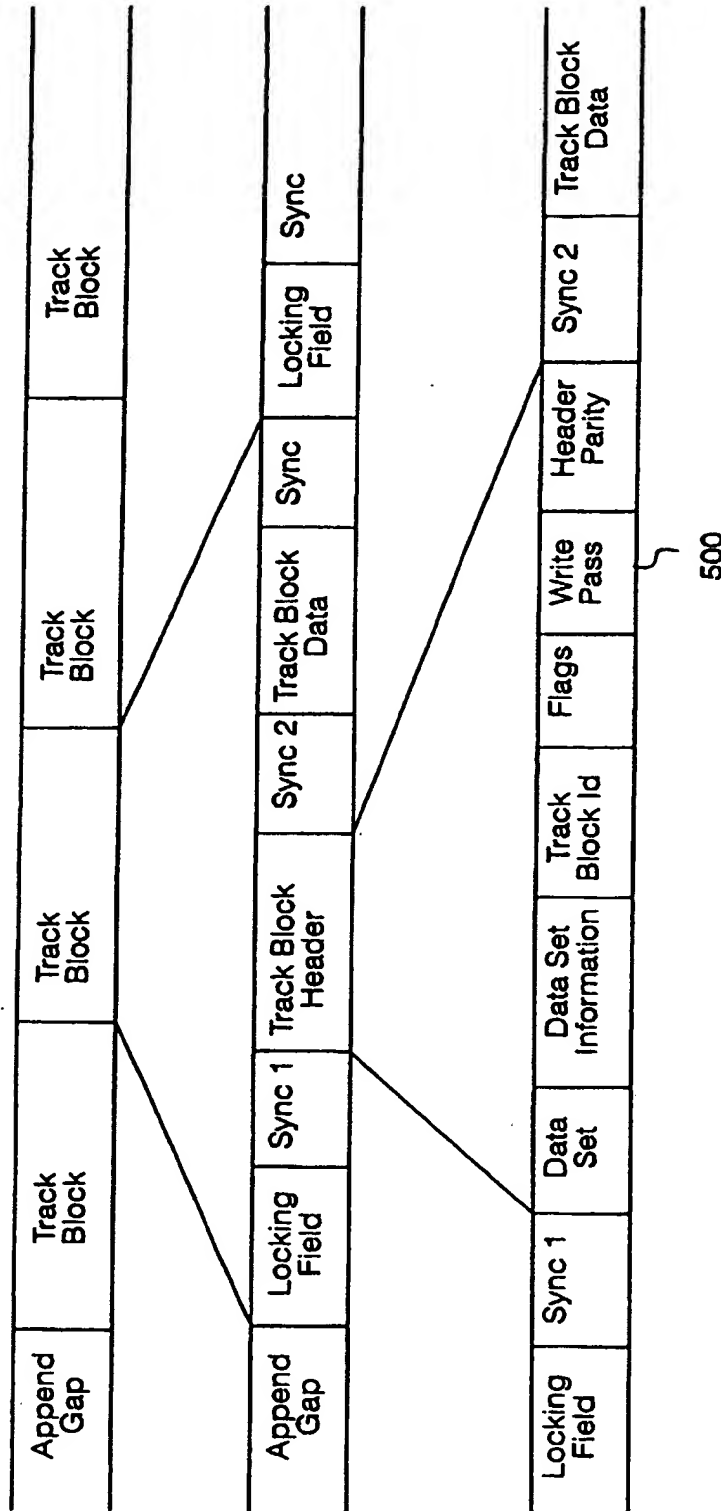 Append
Gap
Track
Block
Track
Block
Track
Block
Track
Block
Append
Gap
Locking
Field
Sync 1
Track Block
Header
Sync 2
Track Block
Data
Sync
Locking
Field
Sync
Locking
Field
Sync 1
Data
Set
Data Set
Information
Track
Block Id
Flags
Write
Pass
Header
Parity
Sync 2
Track Block
Data
500